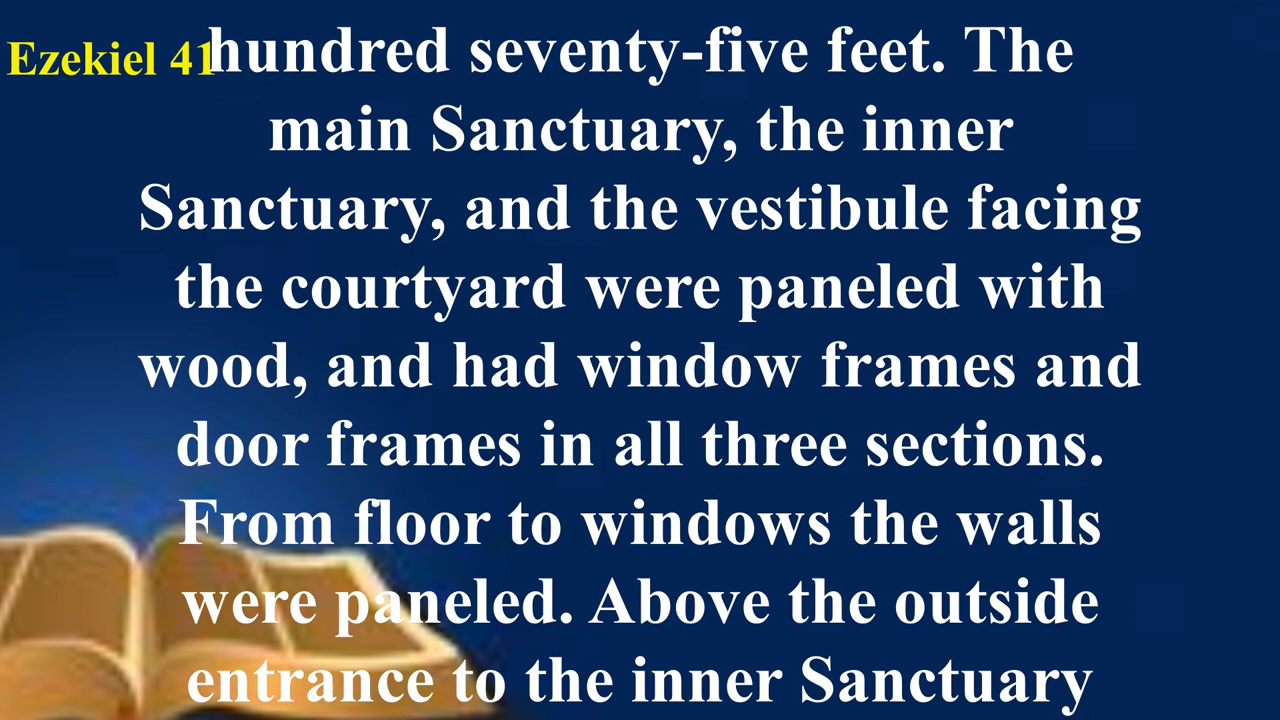 Ezekiel 41
hundred seventy-five feet. The
main Sanctuary, the inner
Sanctuary, and the vestibule facing
the courtyard were paneled with
wood, and had window frames and
door frames in all three sections.
From floor to windows the walls
were paneled. Above the outside
entrance to the inner Sanctuary